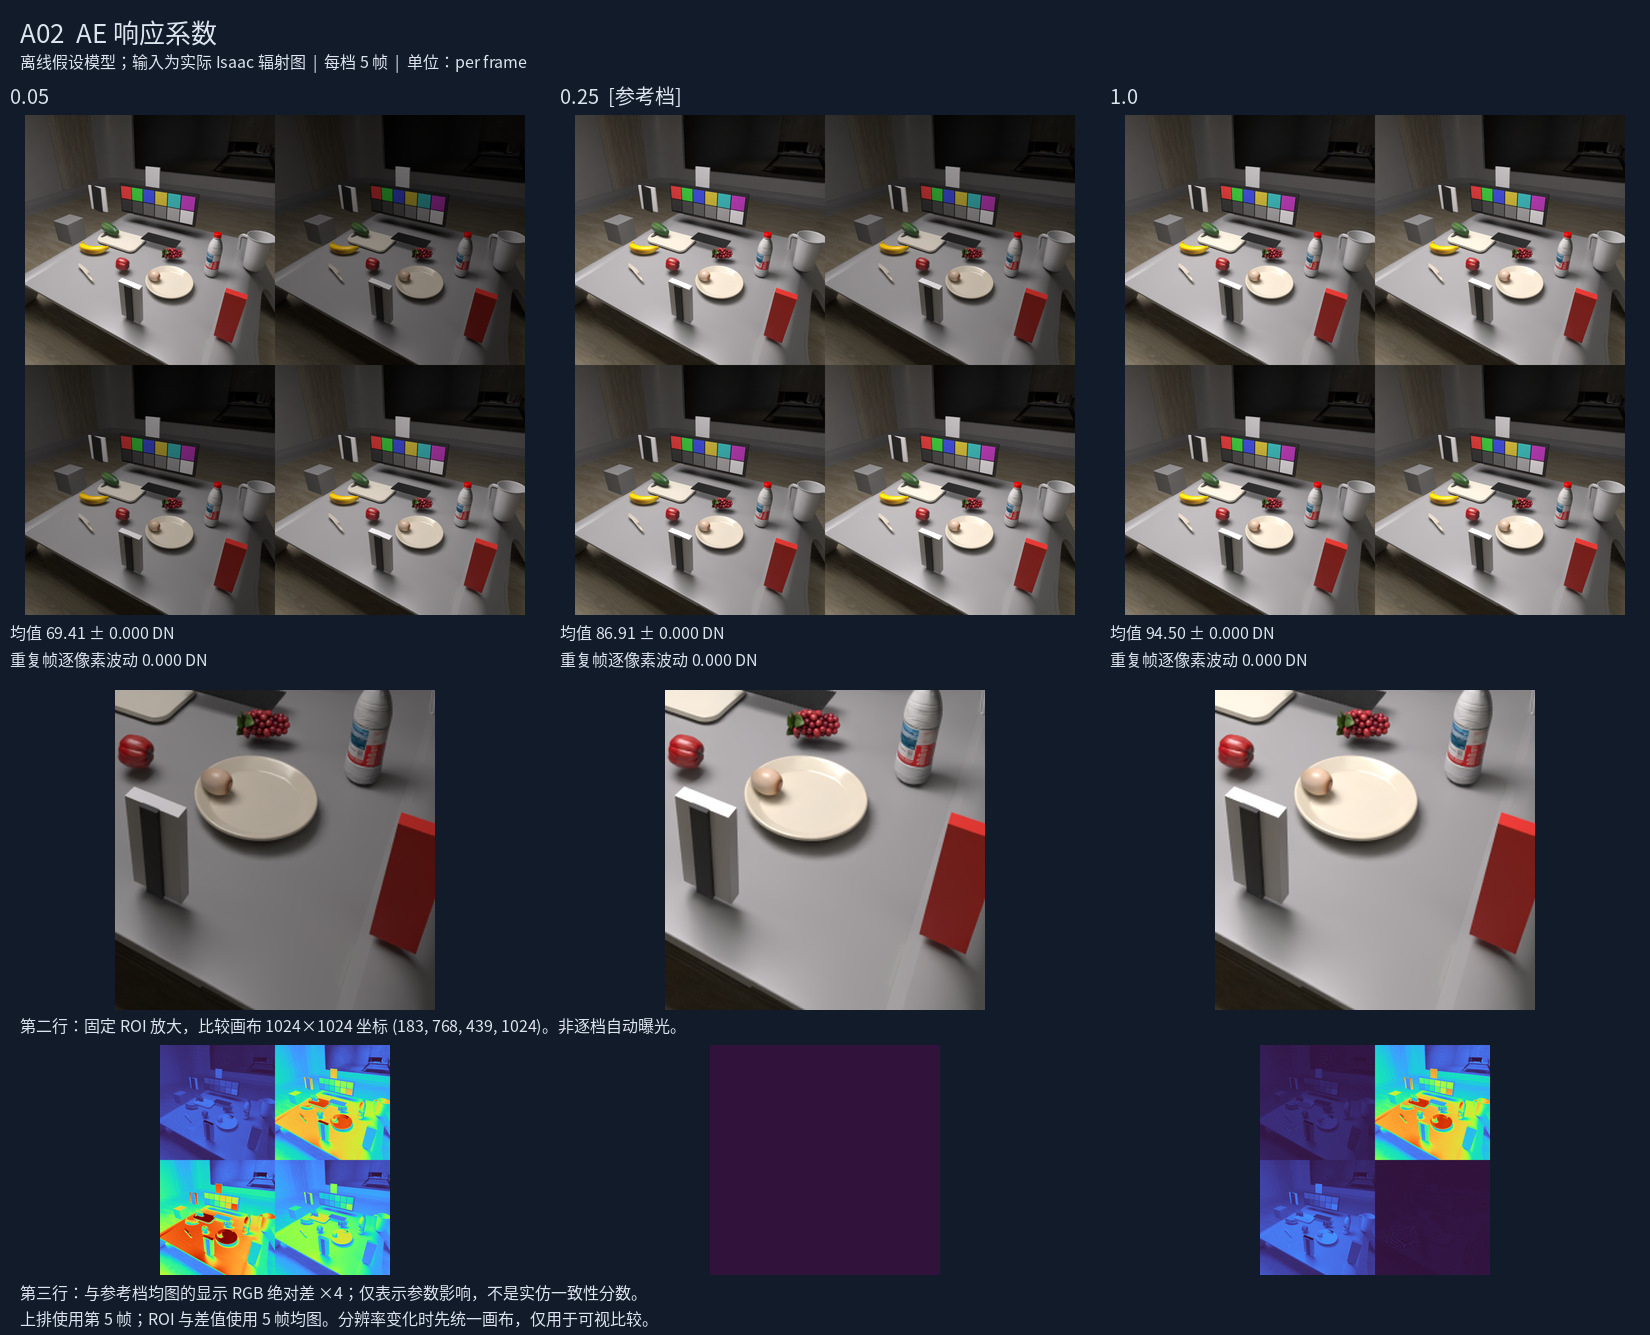 A02 AE 响应系数
离线假设模型；输入为实际 Isaac 辐射图 | 每档 5 帧 | 单位：per frame
0.05
0.25 [参考档]
1.0
均值 69.41 ± 0.000 DN
重复帧逐像素波动 0.000 DN
均值 86.91 ± 0.000 DN
重复帧逐像素波动 0.000 DN
均值 94.50 ± 0.000 DN
重复帧逐像素波动 0.000 DN
第二行：固定 ROI 放大，比较画布 1024×1024 坐标 (183, 768, 439, 1024)。非逐档自动曝光。
第三行：与参考档均图的显示 RGB 绝对差 ×4；仅表示参数影响，不是实仿一致性分数。
上排使用第 5 帧；ROI 与差值使用 5 帧均图。分辨率变化时先统一画布，仅用于可视比较。